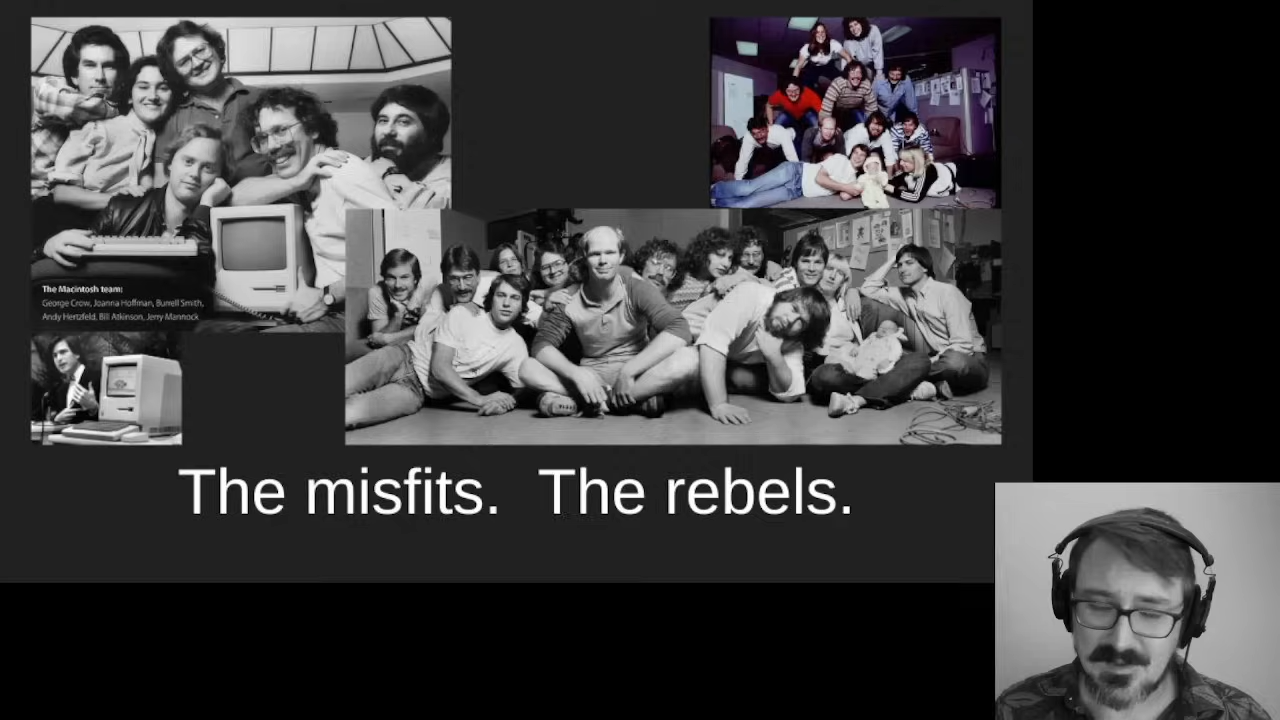 The Macintosh team:
George Crow, Joanna Hoffman, Burrell Smith,
Andy Hertzfeld, Bill Atkinson, Jerry Mannock
The misfits.  The rebels.